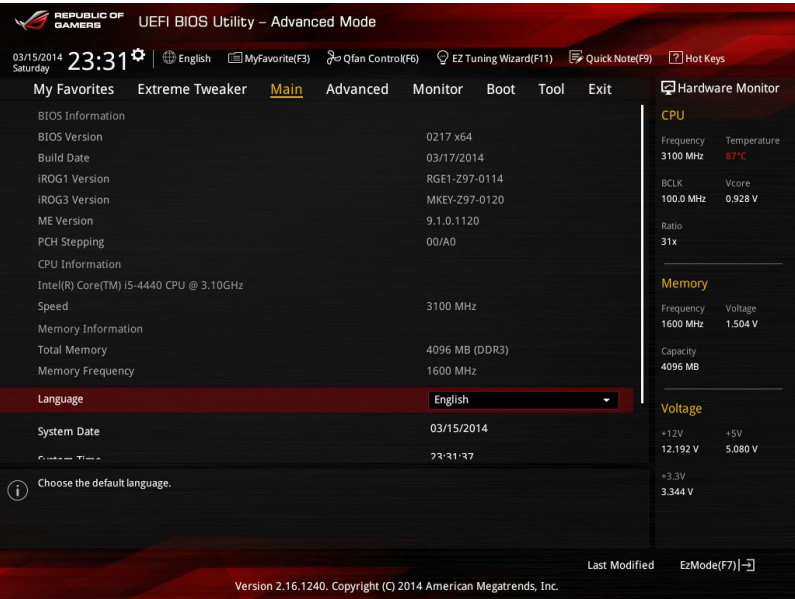 REPUBLIC OF GAMERS UEFI BIOS Utility – Advanced Mode
03/15/2014 Saturday 23:31 English MyFavorite(F3) Qfan Control(F6) EZ Tuning Wizard(F11) Quick Note(F9) ? Hot Keys
My Favorites Extreme Tweaker Main Advanced Monitor Boot Tool Exit
BIOS Information
BIOS Version 0217 x64
Build Date 03/17/2014
iROG1 Version RGE1-Z97-0114
iROG3 Version MKEY-Z97-0120
ME Version 9.1.0.1120
PCH Stepping 00/A0
CPU Information
Intel(R) Core(TM) i5-4440 CPU @ 3.10GHz
Speed 3100 MHz
Memory Information
Total Memory 4096 MB (DDR3)
Memory Frequency 1600 MHz
Language English
System Date 03/15/2014
System Time 23:31:37
i Choose the default language.
Hardware Monitor
CPU
Frequency Temperature
3100 MHz 87°C
BCLK Vcore
100.0 MHz 0.928 V
Ratio
31x
Memory
Frequency Voltage
1600 MHz 1.504 V
Capacity
4096 MB
Voltage
+12V +5V
12.192 V 5.080 V
+3.3V
3.344 V
Last Modified EzMode(F7)
Version 2.16.1240. Copyright (C) 2014 American Megatrends, Inc.